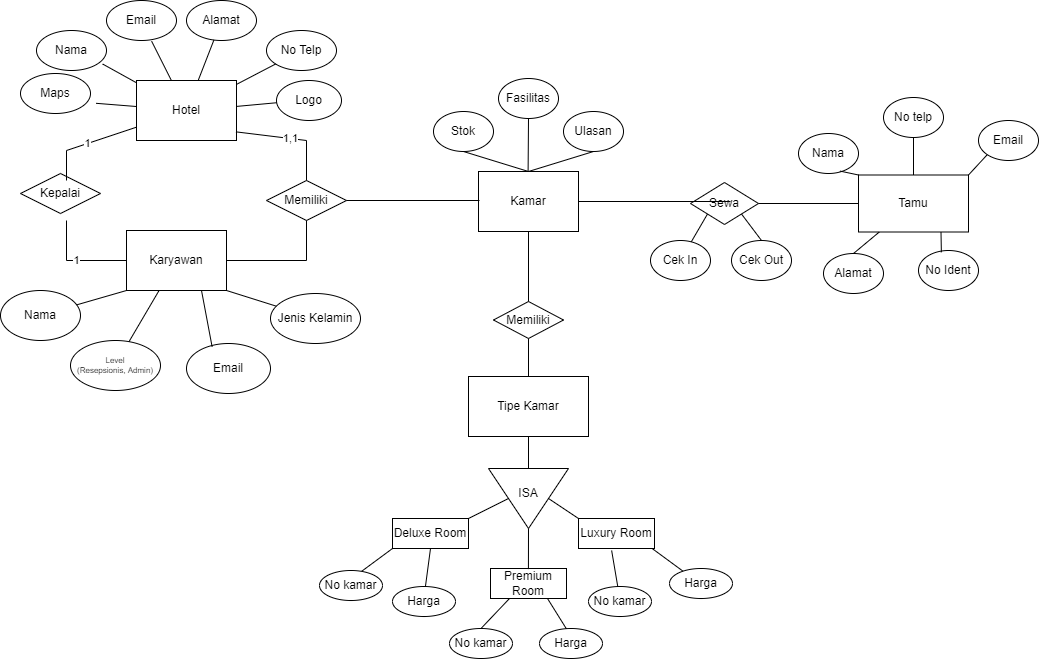 Email
Alamat
Nama
No Telp
Maps
Hotel
Logo
1
1,1
Kepalai
Memiliki
1
Karyawan
Nama
Level
(Resepsionis, Admin)
Email
Jenis Kelamin
Fasilitas
Stok
Ulasan
Kamar
Sewa
Cek In
Cek Out
No telp
Nama
Email
Tamu
Alamat
No Ident
Memiliki
Tipe Kamar
ISA
Deluxe Room
Luxury Room
Premium
Room
No kamar
Harga
No kamar
Harga
No kamar
Harga